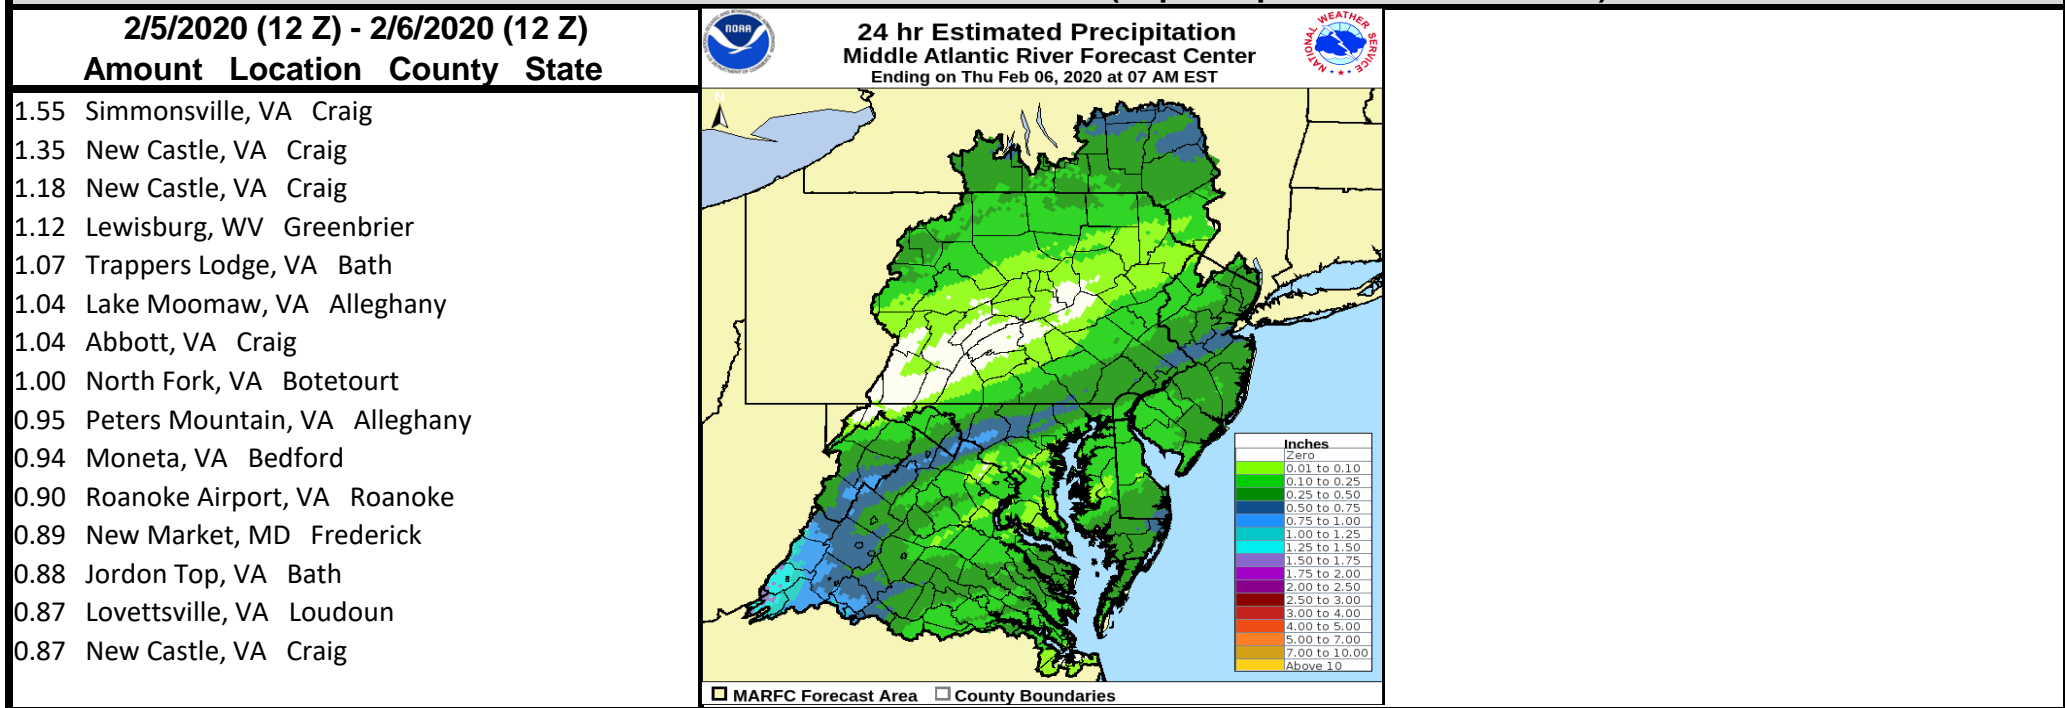 2/5/2020 (12 Z) - 2/6/2020 (12 Z)
Amount Location County State
1.55 Simmonsville, VA Craig
1.35 New Castle, VA Craig
1.18 New Castle, VA Craig
1.12 Lewisburg, WV Greenbrier
1.07 Trappers Lodge, VA Bath
1.04 Lake Moomaw, VA Alleghany
1.04 Abbott, VA Craig
1.00 North Fork, VA Botetourt
0.95 Peters Mountain, VA Alleghany
0.94 Moneta, VA Bedford
0.90 Roanoke Airport, VA Roanoke
0.89 New Market, MD Frederick
0.88 Jordon Top, VA Bath
0.87 Lovettsville, VA Loudoun
0.87 New Castle, VA Craig
NOAA
24 hr Estimated Precipitation
Middle Atlantic River Forecast Center
Ending on Thu Feb 06, 2020 at 07 AM EST
NATIONAL WEATHER SERVICE
N
Inches
Zero
0.01 to 0.10
0.10 to 0.25
0.25 to 0.50
0.50 to 0.75
0.75 to 1.00
1.00 to 1.25
1.25 to 1.50
1.50 to 1.75
1.75 to 2.00
2.00 to 2.50
2.50 to 3.00
3.00 to 4.00
4.00 to 5.00
5.00 to 7.00
7.00 to 10.00
Above 10
MARFC Forecast Area County Boundaries